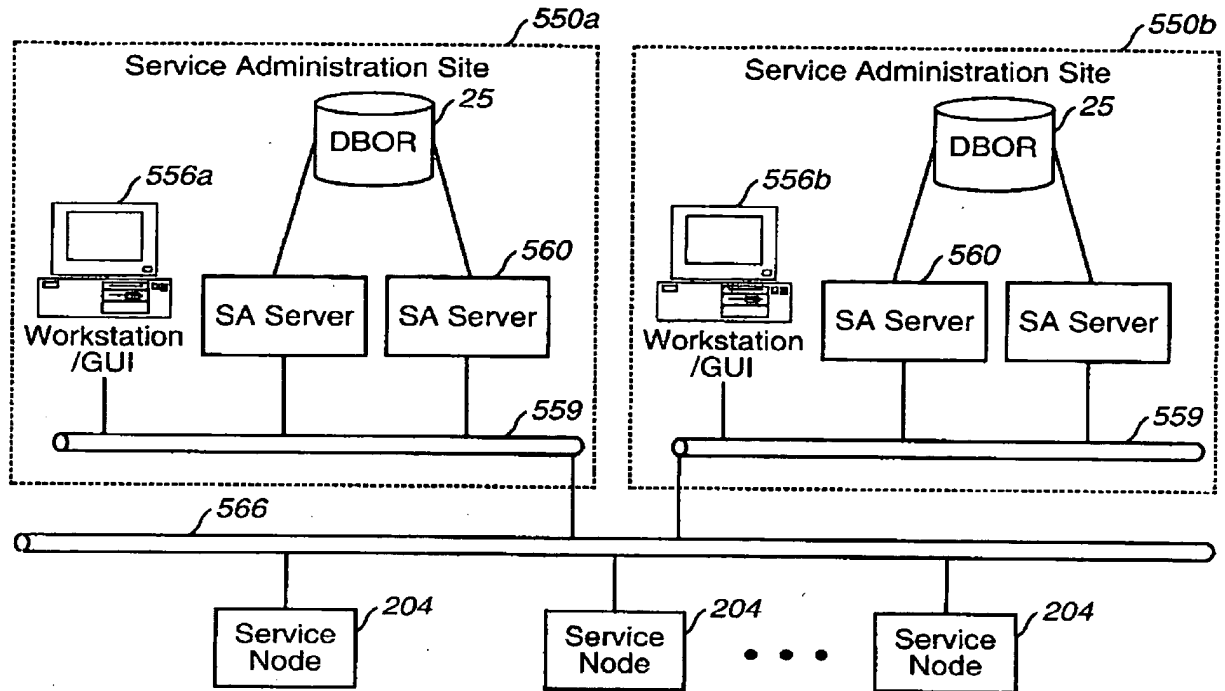 550a
550b
Service Administration Site
Service Administration Site
25
25
DBOR
DBOR
556a
556b
560
560
SA Server
SA Server
SA Server
SA Server
Workstation
/GUI
Workstation
/GUI
559
559
566
204
204
204
Service
Node
Service
Node
Service
Node